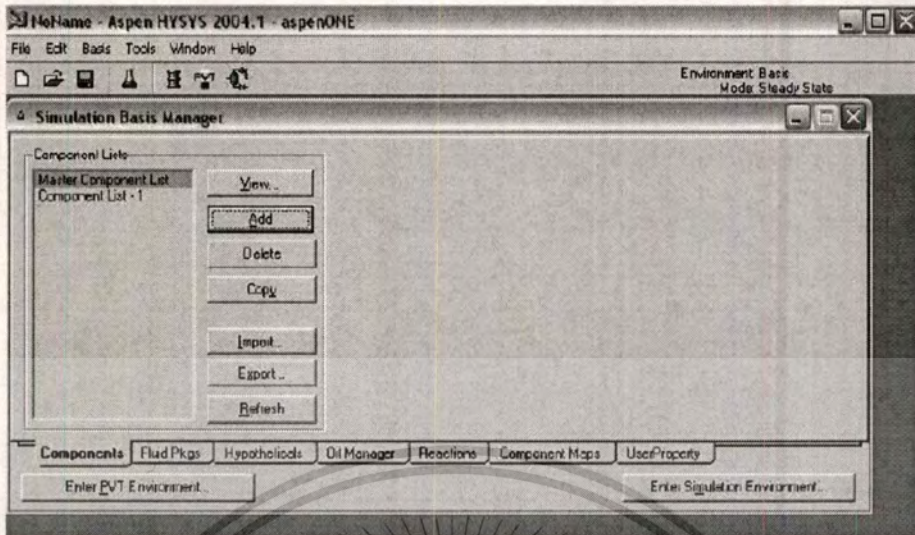 NoName - Aspen HYSYS 2004.1 - aspenONE
File Edit Basis Tools Window Help
Environment: Basis
Mode: Steady State
Simulation Basis Manager
Component Lists
Master Component List
Component List - 1
View...
Add
Delete
Copy
Import...
Export...
Refresh
Components Fluid Pkgs Hypotheticals Oil Manager Reactions Component Maps UserProperty
Enter PVT Environment...
Enter Simulation Environment...